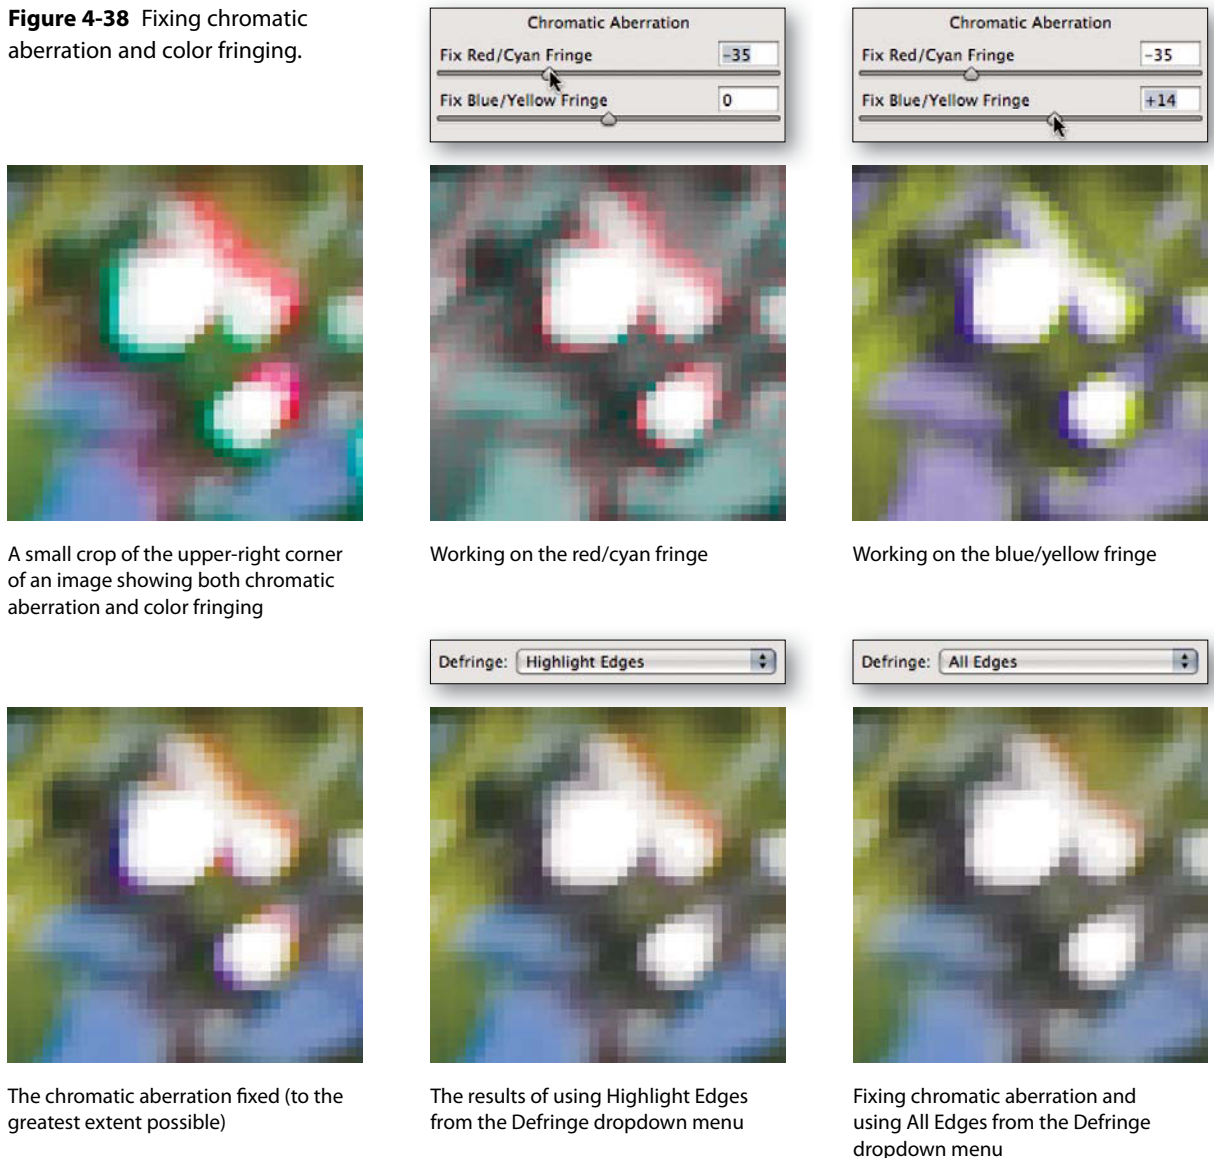 Figure 4-38 Fixing chromatic
aberration and color fringing.
Chromatic Aberration
Fix Red/Cyan Fringe -35
Fix Blue/Yellow Fringe 0
Chromatic Aberration
Fix Red/Cyan Fringe -35
Fix Blue/Yellow Fringe +14
A small crop of the upper-right corner
of an image showing both chromatic
aberration and color fringing
Working on the red/cyan fringe
Working on the blue/yellow fringe
Defringe: Highlight Edges
Defringe: All Edges
The chromatic aberration fixed (to the
greatest extent possible)
The results of using Highlight Edges
from the Defringe dropdown menu
Fixing chromatic aberration and
using All Edges from the Defringe
dropdown menu